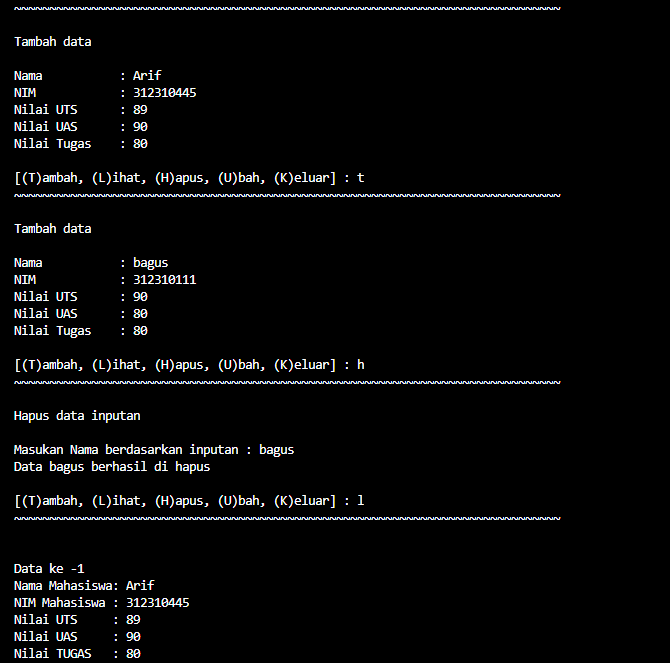 ~~~~~~~~~~~~~~~~~~~~~~~~~~~~~~~~~~~~~~~~~~~~~~~~~~~~~~~~~~~~~~~~~~~~~~~~~~~~~~
Tambah data
Nama           : Arif
NIM            : 312310445
Nilai UTS      : 89
Nilai UAS      : 90
Nilai Tugas    : 80
[(T)ambah, (L)ihat, (H)apus, (U)bah, (K)eluar] : t
~~~~~~~~~~~~~~~~~~~~~~~~~~~~~~~~~~~~~~~~~~~~~~~~~~~~~~~~~~~~~~~~~~~~~~~~~~~~~~
Tambah data
Nama           : bagus
NIM            : 312310111
Nilai UTS      : 90
Nilai UAS      : 80
Nilai Tugas    : 80
[(T)ambah, (L)ihat, (H)apus, (U)bah, (K)eluar] : h
~~~~~~~~~~~~~~~~~~~~~~~~~~~~~~~~~~~~~~~~~~~~~~~~~~~~~~~~~~~~~~~~~~~~~~~~~~~~~~
Hapus data inputan
Masukan Nama berdasarkan inputan : bagus
Data bagus berhasil di hapus
[(T)ambah, (L)ihat, (H)apus, (U)bah, (K)eluar] : l
~~~~~~~~~~~~~~~~~~~~~~~~~~~~~~~~~~~~~~~~~~~~~~~~~~~~~~~~~~~~~~~~~~~~~~~~~~~~~~
Data ke -1
Nama Mahasiswa: Arif
NIM Mahasiswa : 312310445
Nilai UTS     : 89
Nilai UAS     : 90
Nilai TUGAS   : 80